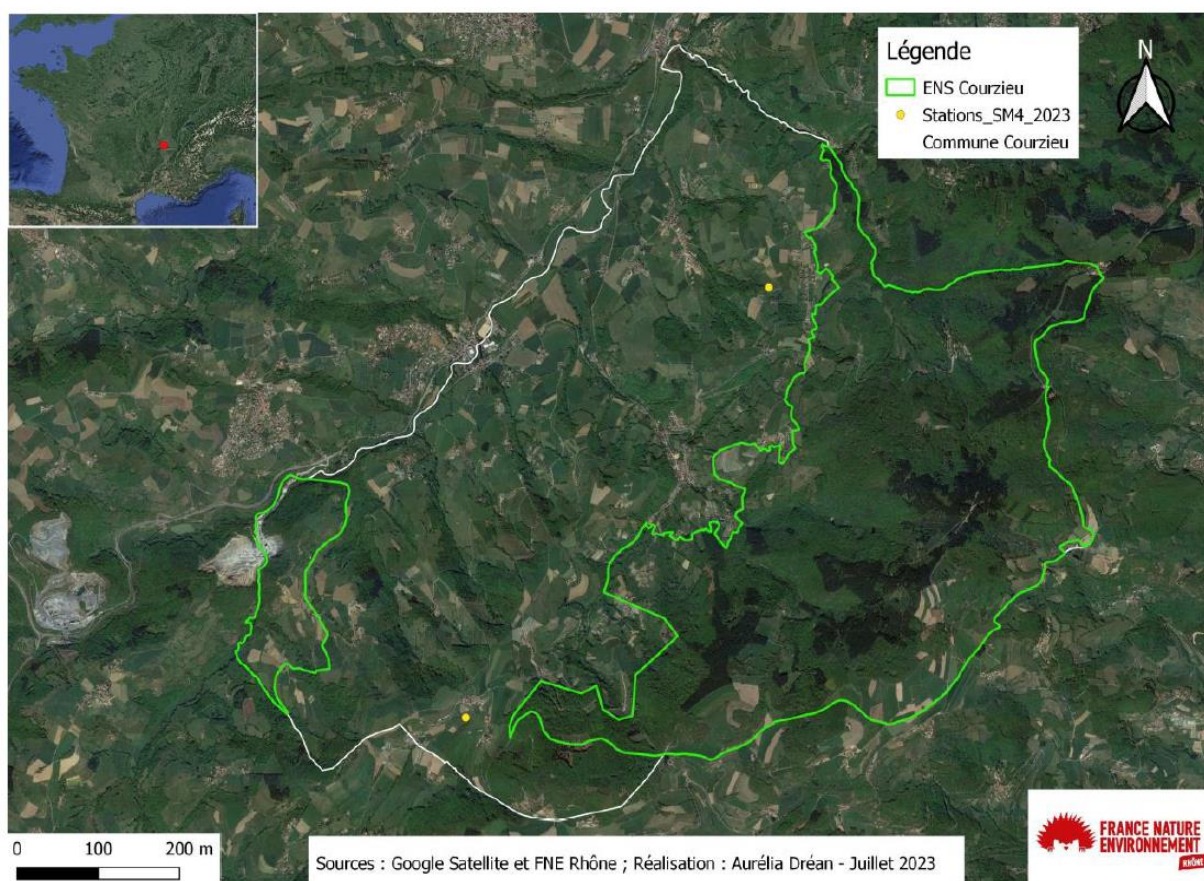 Légende
N
ENS Courzieu
Stations_SM4_2023
Commune Courzieu
0 100 200 m
Sources : Google Satellite et FNE Rhône ; Réalisation : Aurélia Dréan - Juillet 2023
FRANCE NATURE
ENVIRONNEMENT
RHÔNE